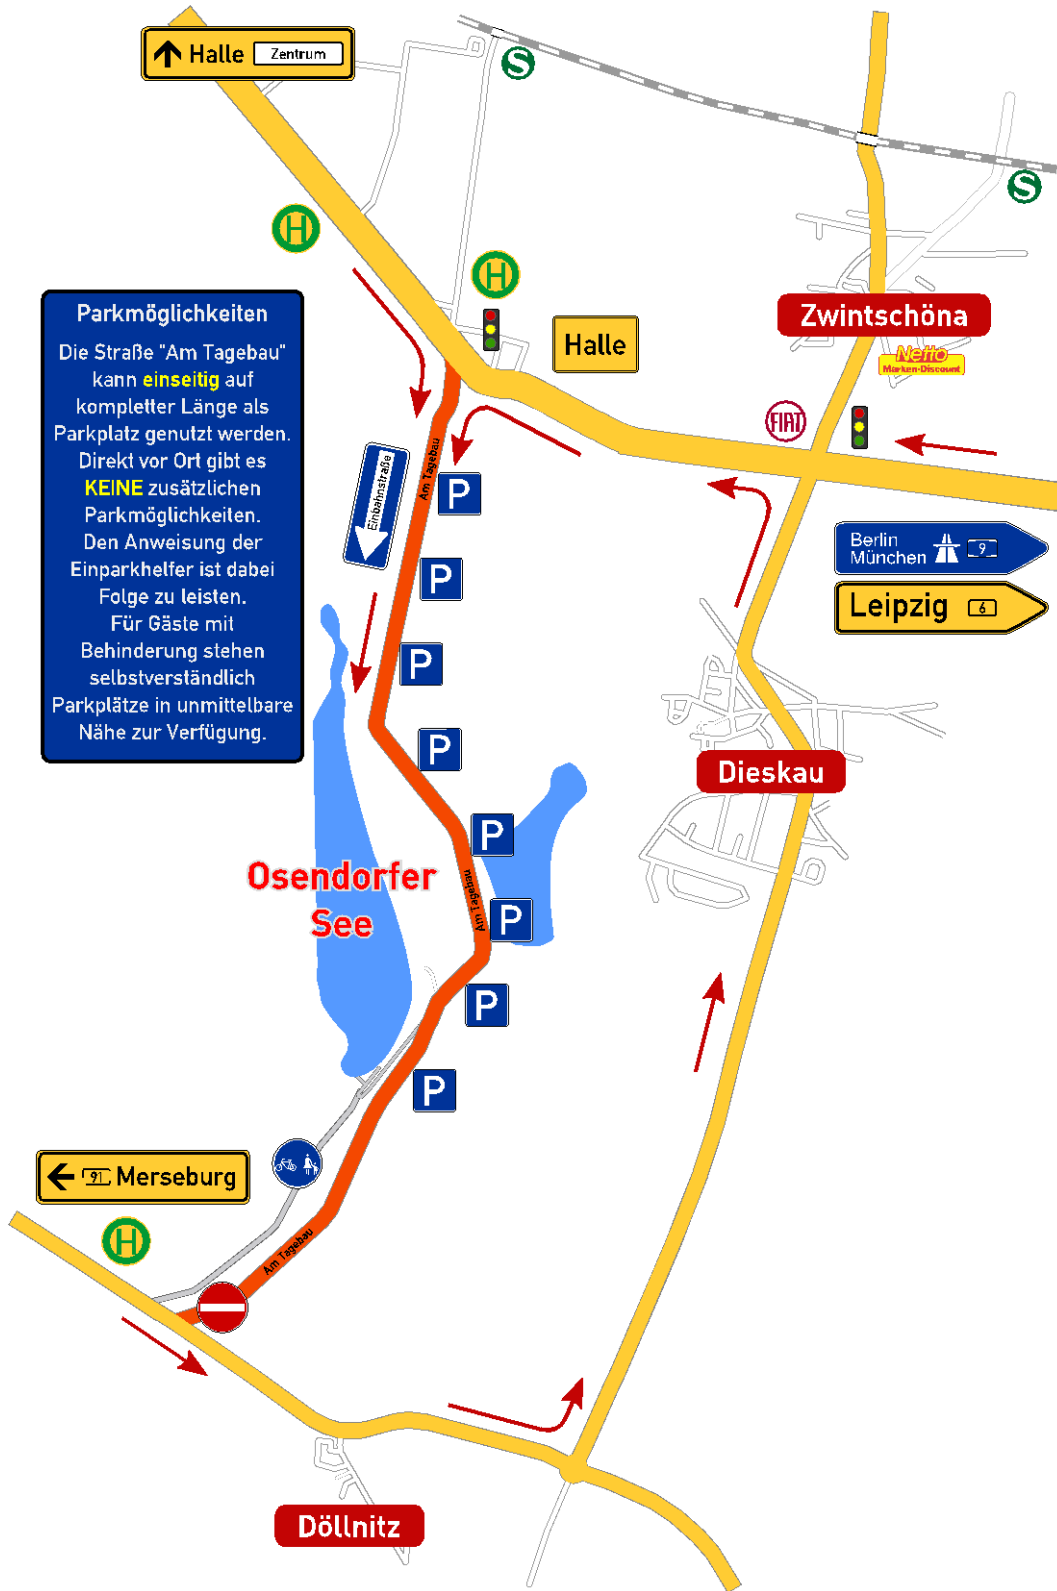 Halle Zentrum
S
S
H
H
Zwintschöna
Netto
Marken-Discount
Halle
FIAT
Parkmöglichkeiten
Die Straße "Am Tagebau"
kann einseitig auf
kompletter Länge als
Parkplatz genutzt werden.
Direkt vor Ort gibt es
KEINE zusätzlichen
Parkmöglichkeiten.
Den Anweisung der
Einparkhelfer ist dabei
Folge zu leisten.
Für Gäste mit
Behinderung stehen
selbstverständlich
Parkplätze in unmittelbare
Nähe zur Verfügung.
Am Tagebau
Einbahnstraße
P
P
P
P
P
P
P
P
Berlin
München 9
Leipzig 6
Dieskau
Osendorfer
See
Am Tagebau
91 Merseburg
H
Am Tagebau
Döllnitz